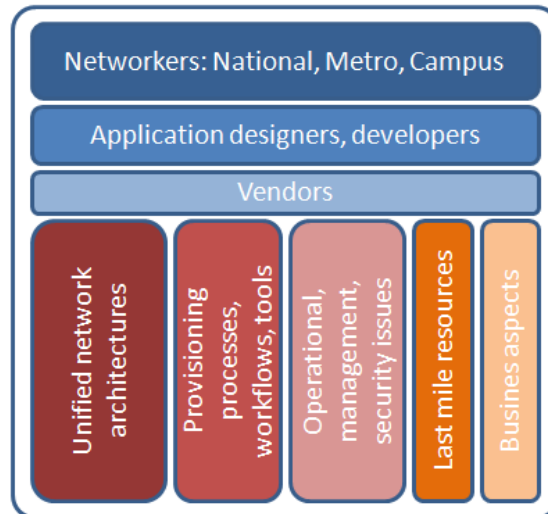 Networkers: National, Metro, Campus
Application designers, developers
Vendors
Unified network
architectures
Provisioning
processes,
workflows, tools
Operational,
management,
security issues
Last mile resources
Busines aspects